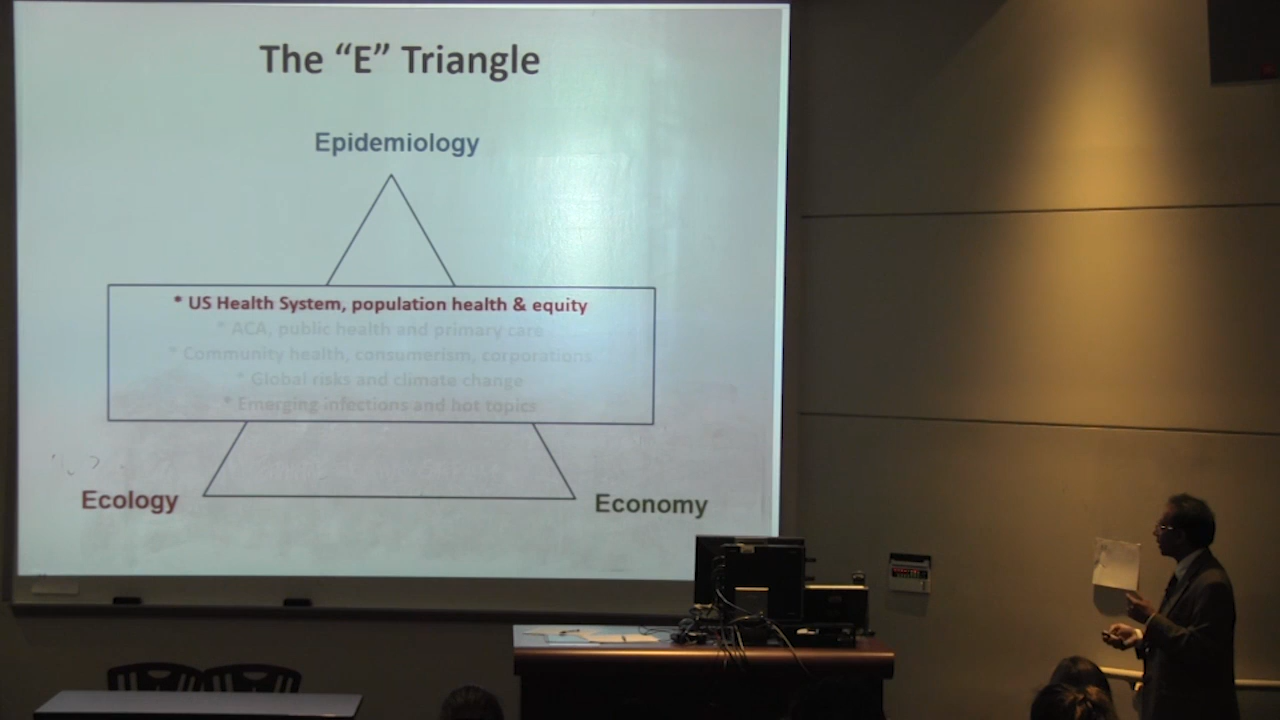 The “E” Triangle
Epidemiology
* US Health System, population health & equity
* ACA, public health and primary care
* Community health, consumerism, corporations
* Global risks and climate change
* Emerging infections and hot topics
Ecology
Economy